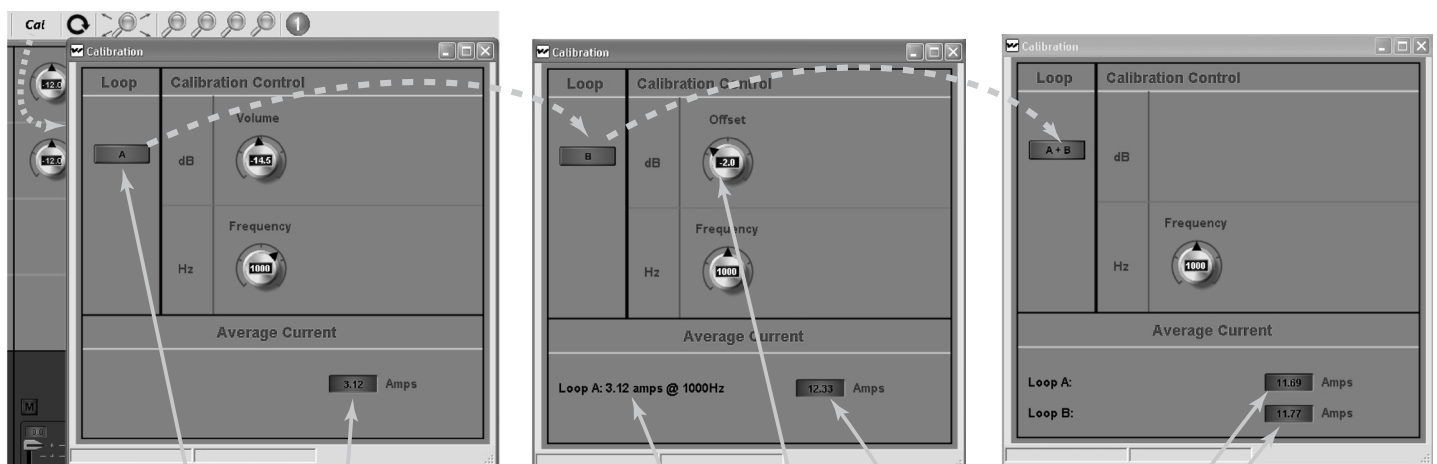 Cal
1
-12.0
-12.0
M
0.0
Calibration
Loop Calibration Control
Volume
A dB -14.5
Frequency
Hz 1000
Average Current
3.12 Amps
Calibration
Loop Calibration Control
Offset
B dB -2.0
Frequency
Hz 1000
Average Current
Loop A: 3.12 amps @ 1000Hz 12.33 Amps
Calibration
Loop Calibration Control
A + B dB
Frequency
Hz 1000
Average Current
Loop A: 11.69 Amps
Loop B: 11.77 Amps